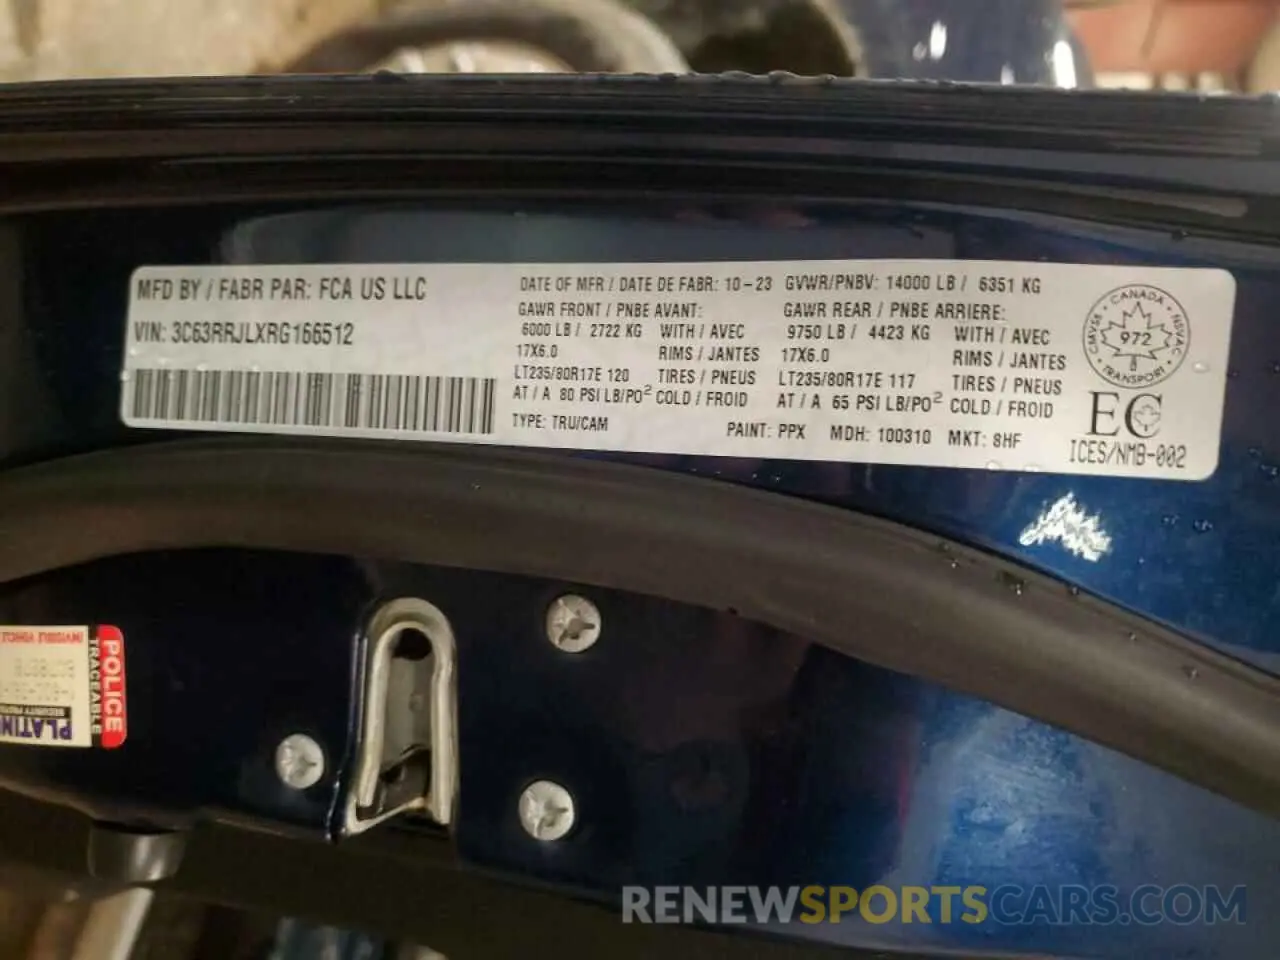 MFD BY / FABR PAR: FCA US LLC
VIN: 3C63RRJLXRG166512
DATE OF MFR / DATE DE FABR: 10-23 GVWR/PNBV: 14000 LB / 6351 KG
GAWR FRONT / PNBE AVANT: GAWR REAR / PNBE ARRIERE:
6000 LB / 2722 KG WITH / AVEC 9750 LB / 4423 KG WITH / AVEC
17X6.0 RIMS / JANTES 17X6.0 RIMS / JANTES
LT235/80R17E 120 TIRES / PNEUS LT235/80R17E 117 TIRES / PNEUS
AT / A 80 PSI LB/PO² COLD / FROID AT / A 65 PSI LB/PO² COLD / FROID
TYPE: TRU/CAM PAINT: PPX MDH: 100310 MKT: 8HF
CANADA
CMVSS NSVAC
972
TRANSPORT
EC
ICES/NMB-002
POLICE
TRACEABLE
INVISIBLE
RENEWSPORTSCARS.COM